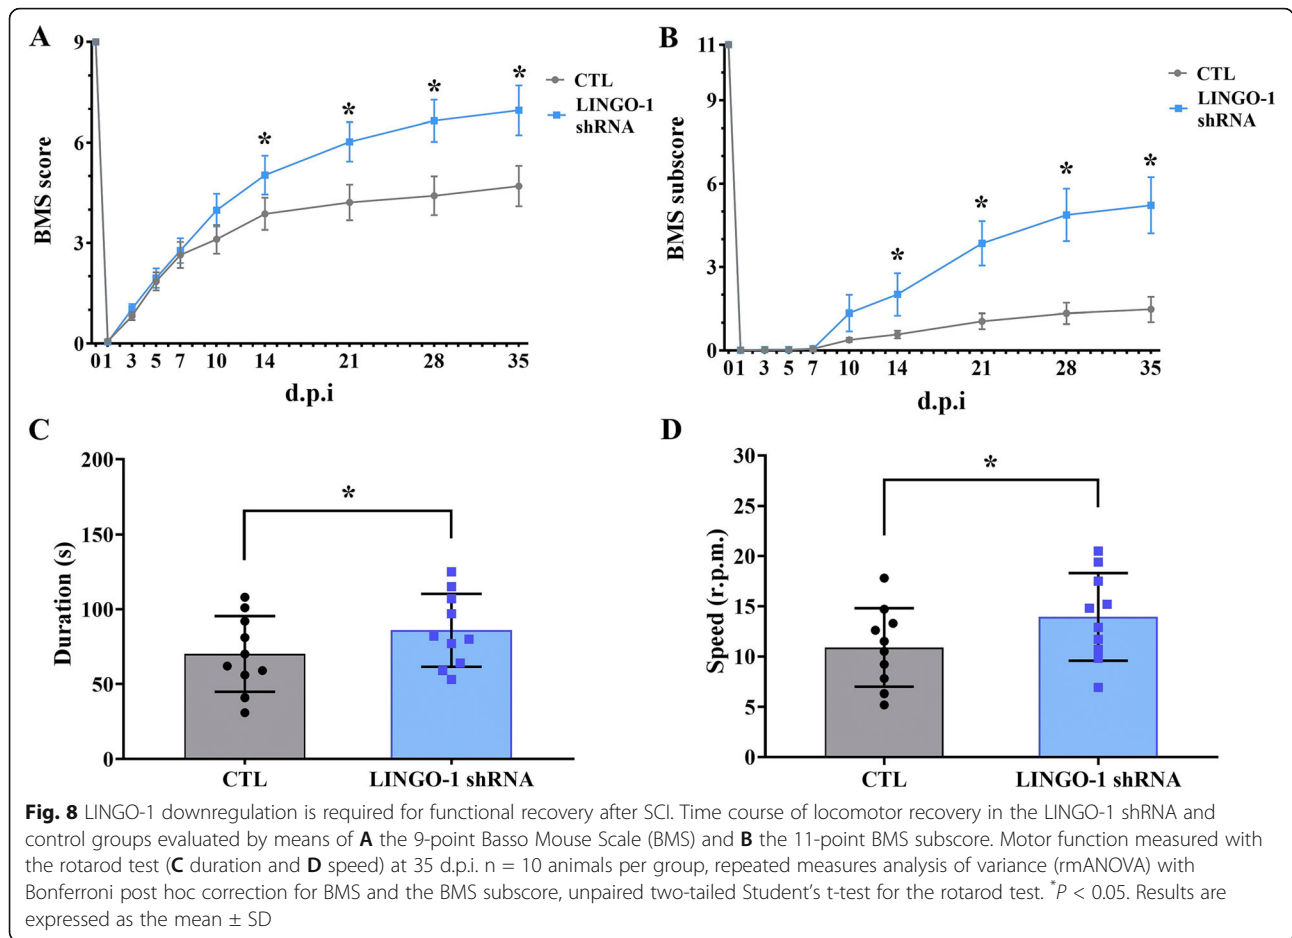 A
9
6
3
0
BMS score
* * * * 
0 1 3 5 7 10 14 21 28 35
d.p.i
CTL
LINGO-1
shRNA
B
11
9
6
3
0
BMS subscore
* * * *
0 1 3 5 7 10 14 21 28 35
d.p.i
CTL
LINGO-1
shRNA
C
200
150
100
50
0
Duration (s)
*
CTL LINGO-1 shRNA
D
30
25
20
15
10
5
0
Speed (r.p.m.)
*
CTL LINGO-1 shRNA
Fig. 8 LINGO-1 downregulation is required for functional recovery after SCI. Time course of locomotor recovery in the LINGO-1 shRNA and
control groups evaluated by means of A the 9-point Basso Mouse Scale (BMS) and B the 11-point BMS subscore. Motor function measured with
the rotarod test (C duration and D speed) at 35 d.p.i. n = 10 animals per group, repeated measures analysis of variance (rmANOVA) with
Bonferroni post hoc correction for BMS and the BMS subscore, unpaired two-tailed Student's t-test for the rotarod test. *P < 0.05. Results are
expressed as the mean ± SD